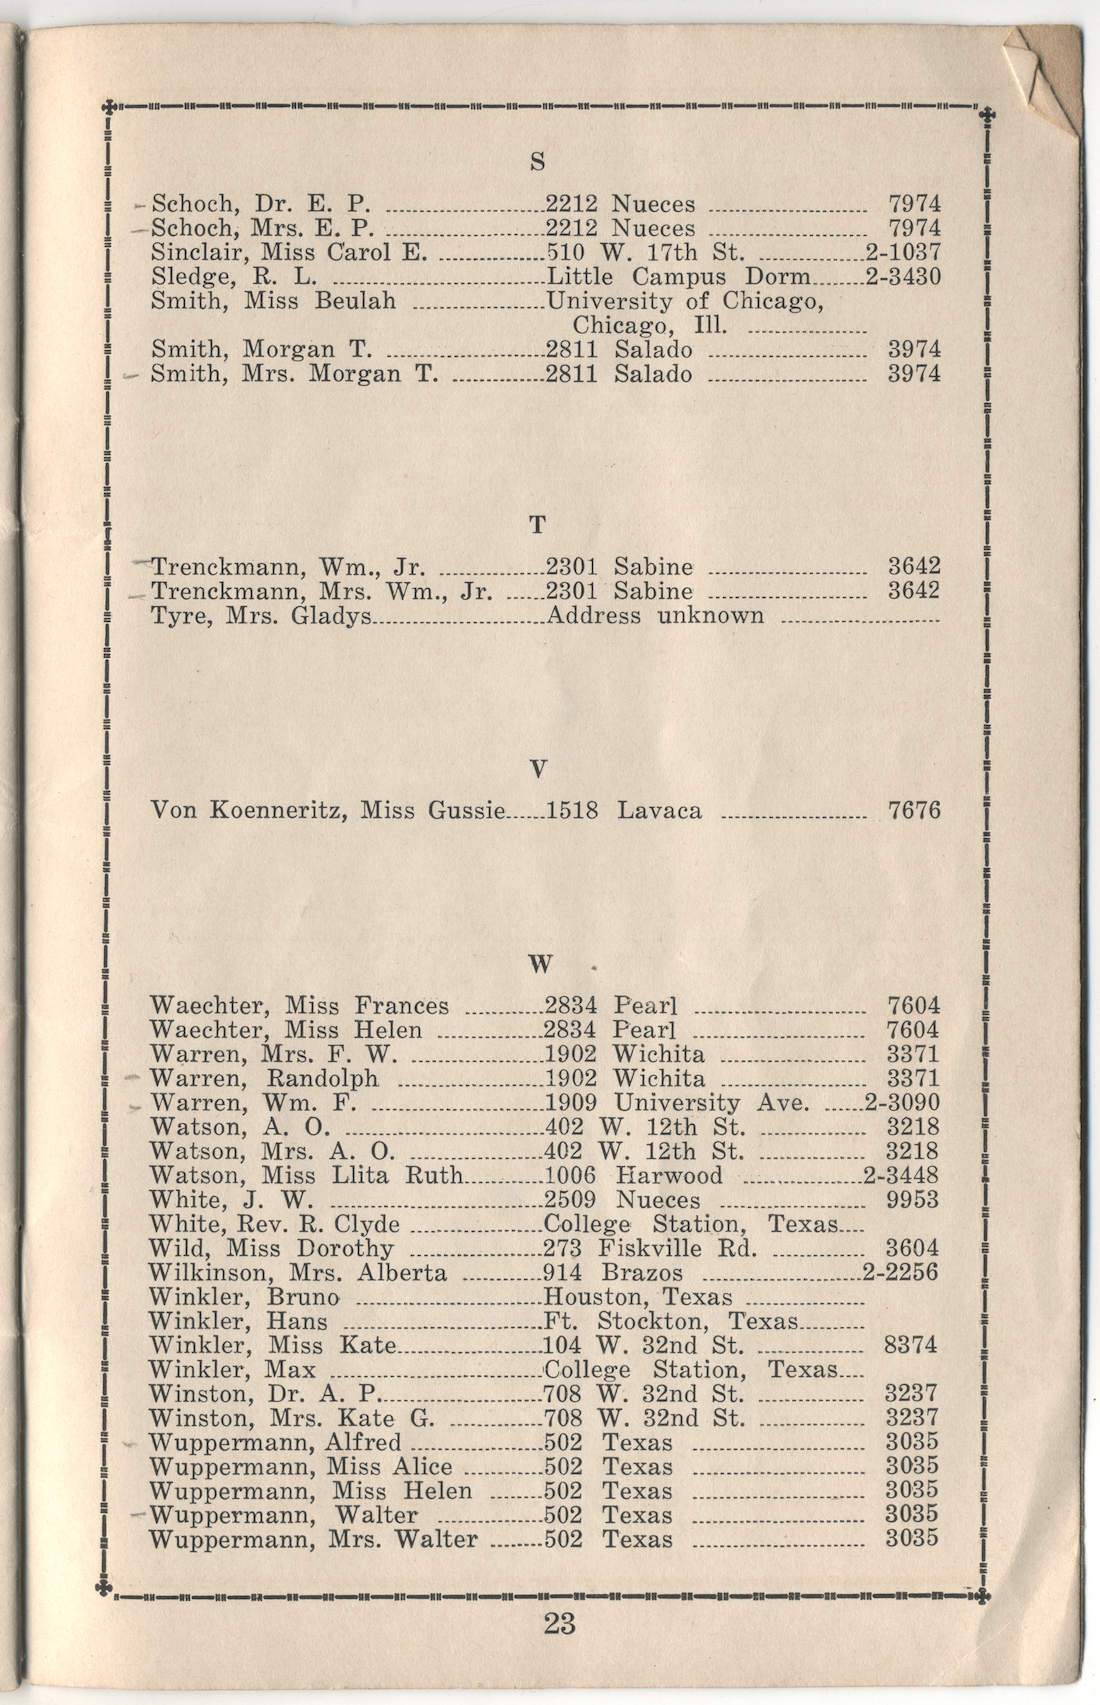 S
Schoch, Dr. E. P. ..........2212 Nueces .......... 7974
Schoch, Mrs. E. P. ..........2212 Nueces .......... 7974
Sinclair, Miss Carol E. ..........510 W. 17th St. ..........2-1037
Sledge, R. L. ..........Little Campus Dorm..........2-3430
Smith, Miss Beulah ..........University of Chicago,
Chicago, Ill. ..........
Smith, Morgan T. ..........2811 Salado .......... 3974
Smith, Mrs. Morgan T. ..........2811 Salado .......... 3974
T
Trenckmann, Wm., Jr. ..........2301 Sabine .......... 3642
Trenckmann, Mrs. Wm., Jr. ......2301 Sabine .......... 3642
Tyre, Mrs. Gladys..........Address unknown ..........
V
Von Koenneritz, Miss Gussie......1518 Lavaca .......... 7676
W
Waechter, Miss Frances ..........2834 Pearl .......... 7604
Waechter, Miss Helen ..........2834 Pearl .......... 7604
Warren, Mrs. F. W. ..........1902 Wichita .......... 3371
Warren, Randolph ..........1902 Wichita .......... 3371
Warren, Wm. F. ..........1909 University Ave. ......2-3090
Watson, A. O. ..........402 W. 12th St. .......... 3218
Watson, Mrs. A. O. ..........402 W. 12th St. .......... 3218
Watson, Miss Llita Ruth..........1006 Harwood ..........2-3448
White, J. W. ..........2509 Nueces .......... 9953
White, Rev. R. Clyde ..........College Station, Texas....
Wild, Miss Dorothy ..........273 Fiskville Rd. .......... 3604
Wilkinson, Mrs. Alberta ..........914 Brazos ..........2-2256
Winkler, Bruno ..........Houston, Texas ..........
Winkler, Hans ..........Ft. Stockton, Texas..........
Winkler, Miss Kate..........104 W. 32nd St. .......... 8374
Winkler, Max ..........College Station, Texas....
Winston, Dr. A. P...........708 W. 32nd St. .......... 3237
Winston, Mrs. Kate G. ..........708 W. 32nd St. .......... 3237
Wuppermann, Alfred ..........502 Texas .......... 3035
Wuppermann, Miss Alice ..........502 Texas .......... 3035
Wuppermann, Miss Helen ..........502 Texas .......... 3035
Wuppermann, Walter ..........502 Texas .......... 3035
Wuppermann, Mrs. Walter ........502 Texas .......... 3035
23